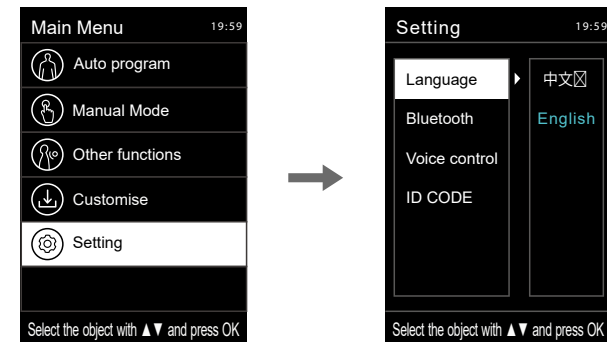 Main Menu 19:59
Auto program
Manual Mode
Other functions
Customise
Setting
Select the object with ▲▼ and press OK
Setting 19:59
Language
中文
English
Bluetooth
Voice control
ID CODE
Select the object with ▲▼ and press OK